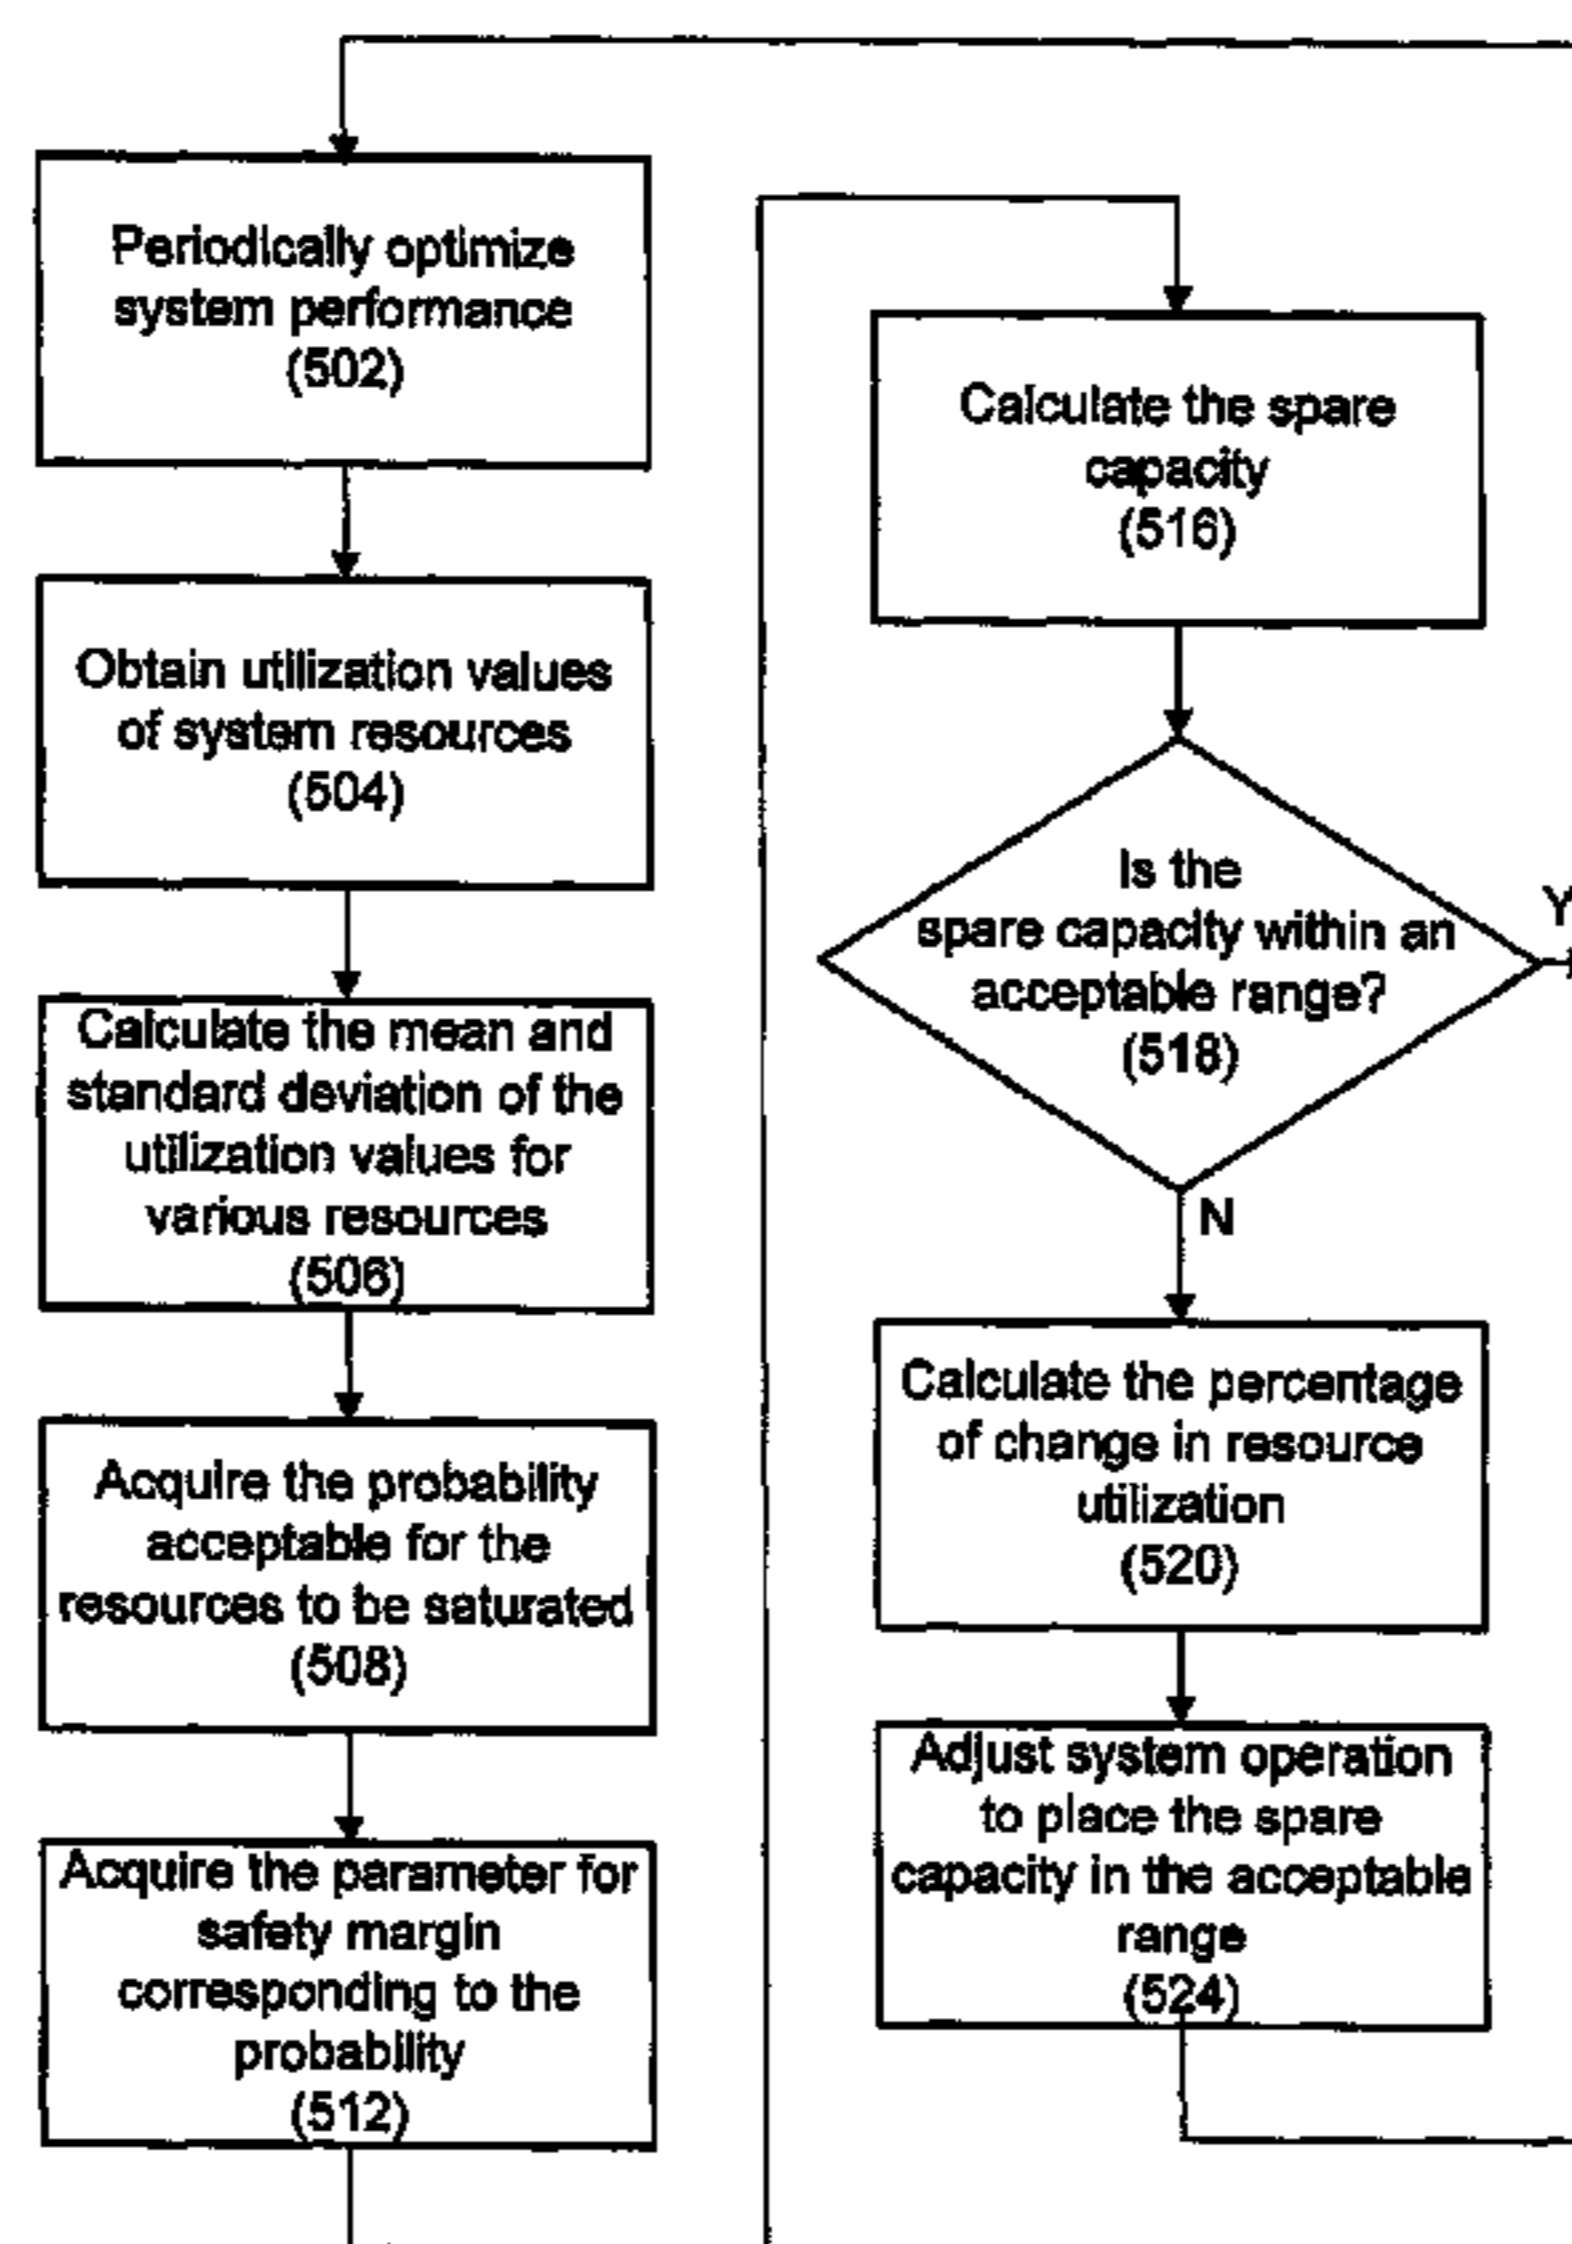 Periodically optimize
system performance
(502)
Obtain utilization values
of system resources
(504)
Calculate the mean and
standard deviation of the
utilization values for
various resources
(506)
Acquire the probability
acceptable for the
resources to be saturated
(508)
Acquire the parameter for
safety margin
corresponding to the
probability
(512)
Calculate the spare
capacity
(516)
Is the
spare capacity within an
acceptable range?
(518)
Y
N
Calculate the percentage
of change in resource
utilization
(520)
Adjust system operation
to place the spare
capacity in the acceptable
range
(524)